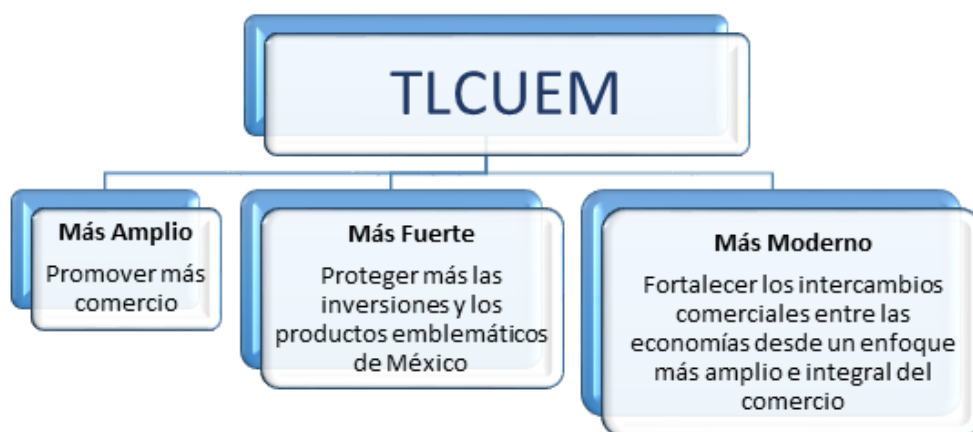 TLCUEM
Más Amplio
Promover más
comercio
Más Fuerte
Proteger más las
inversiones y los
productos emblemáticos
de México
Más Moderno
Fortalecer los intercambios
comerciales entre las
economías desde un enfoque
más amplio e integral del
comercio